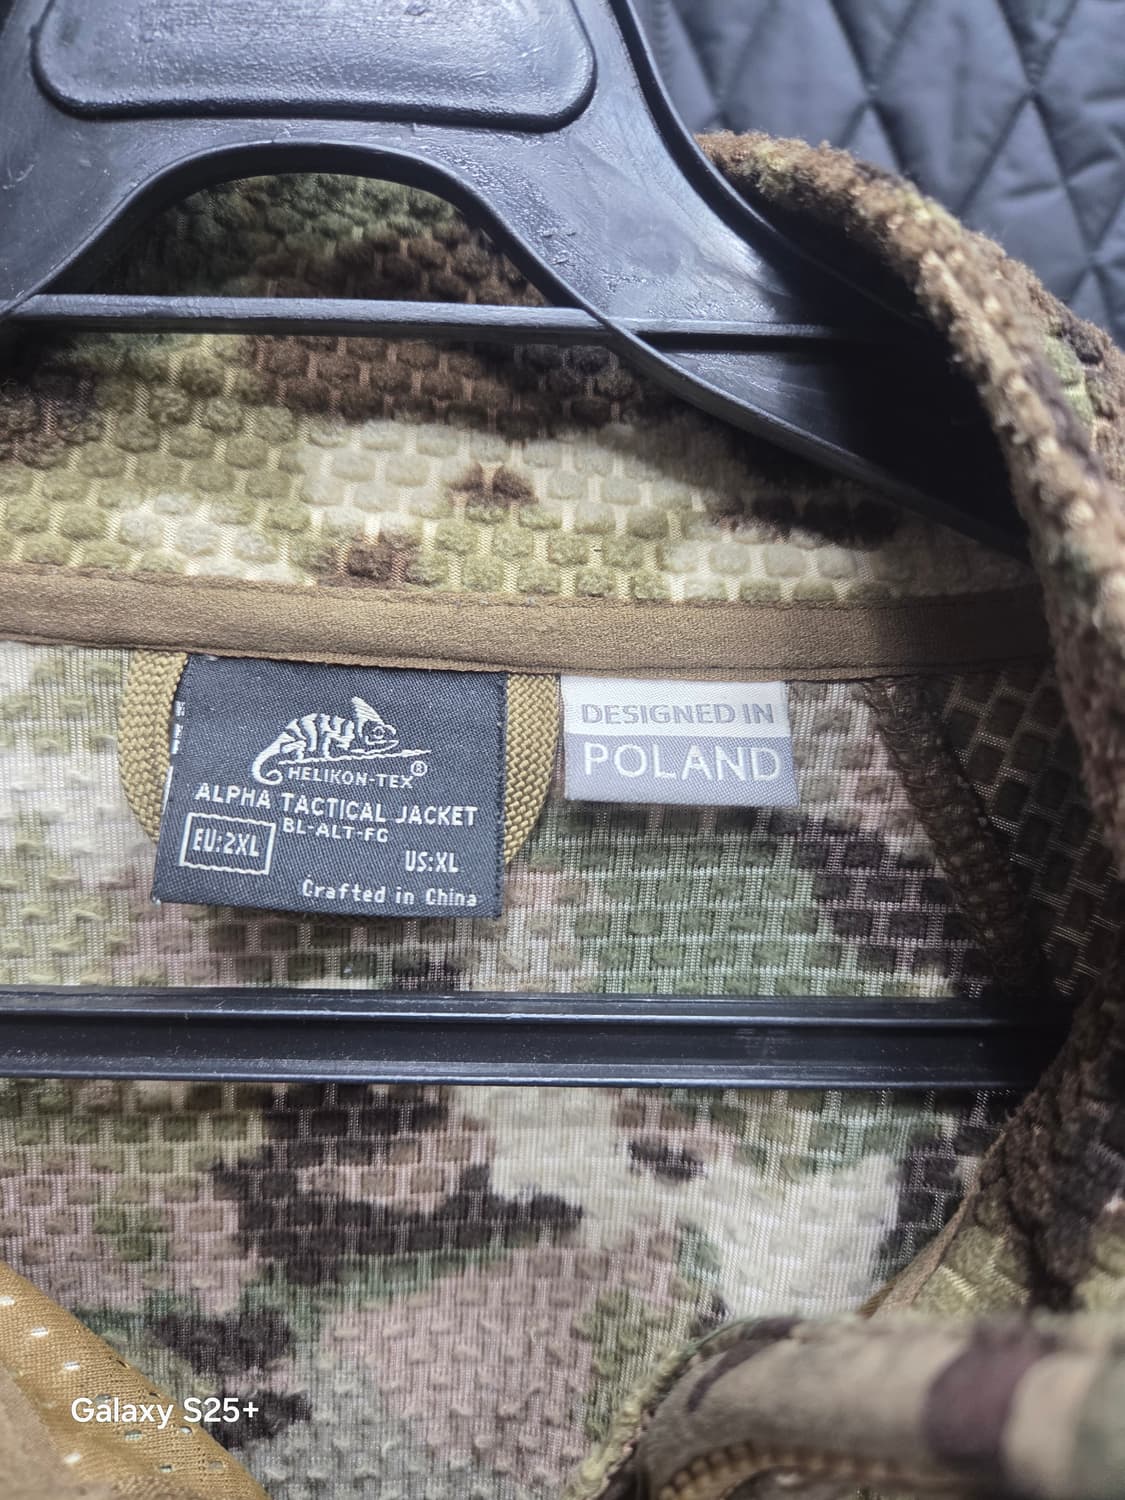 HELIKON-TEX®
ALPHA TACTICAL JACKET
BL-ALT-FG
EU:2XL
US:XL
Crafted in China
DESIGNED IN
POLAND
Galaxy S25+